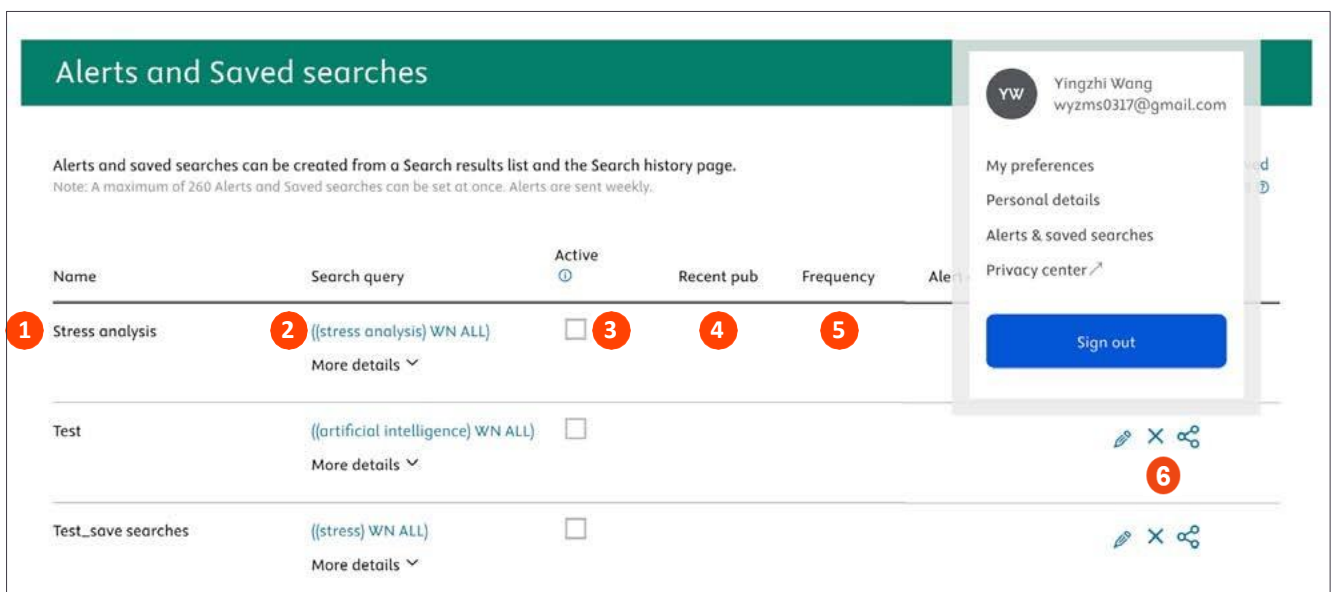 Alerts and Saved searches
YW
Yingzhi Wang
wyzms0317@gmail.com
My preferences
Personal details
Alerts & saved searches
Privacy center
Sign out
Alerts and saved searches can be created from a Search results list and the Search history page.
Note: A maximum of 260 Alerts and Saved searches can be set at once. Alerts are sent weekly.
Name Search query Active Recent pub Frequency
1 Stress analysis 2 ((stress analysis) WN ALL) 3 4 5
More details
Test ((artificial intelligence) WN ALL)
More details
6
Test_save searches ((stress) WN ALL)
More details